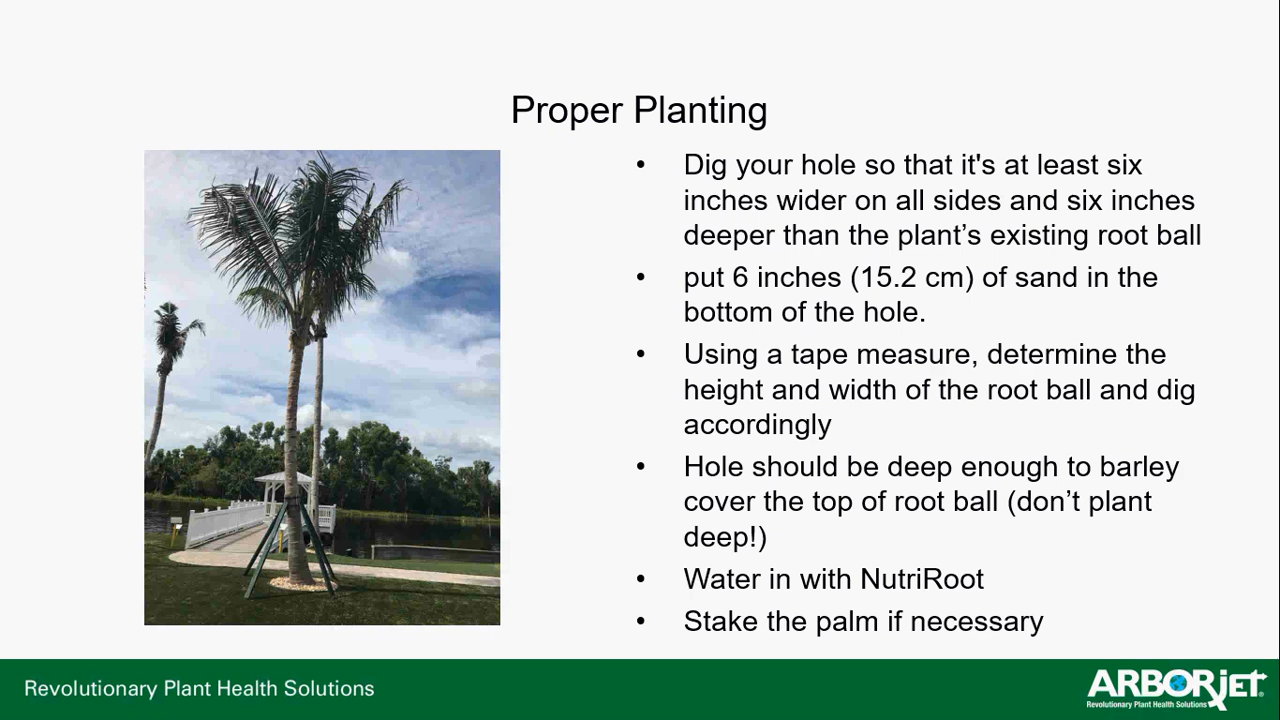 Proper Planting
• Dig your hole so that it's at least six
inches wider on all sides and six inches
deeper than the plant’s existing root ball
• put 6 inches (15.2 cm) of sand in the
bottom of the hole.
• Using a tape measure, determine the
height and width of the root ball and dig
accordingly
• Hole should be deep enough to barley
cover the top of root ball (don’t plant
deep!)
• Water in with NutriRoot
• Stake the palm if necessary
Revolutionary Plant Health Solutions
ARBORjet®
Revolutionary Plant Health Solutions